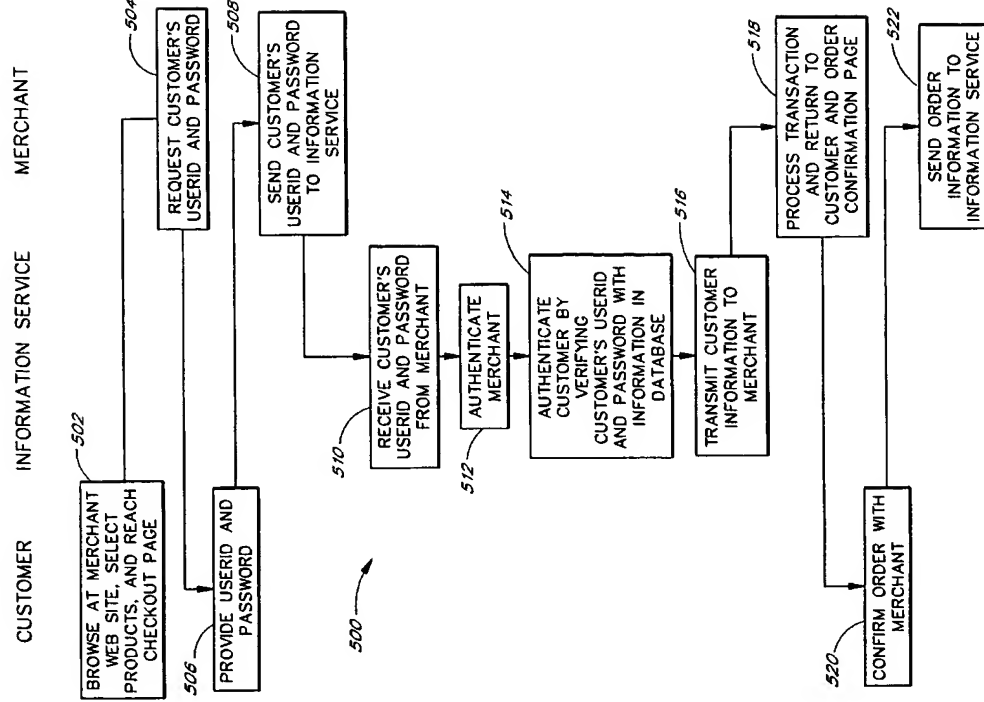 CUSTOMER
INFORMATION SERVICE
MERCHANT
502
BROWSE AT MERCHANT
WEB SITE, SELECT
PRODUCTS, AND REACH
CHECKOUT PAGE
504
REQUEST CUSTOMER'S
USERID AND PASSWORD
506
PROVIDE USERID AND
PASSWORD
508
SEND CUSTOMER'S
USERID AND PASSWORD
TO INFORMATION
SERVICE
500
510
RECEIVE CUSTOMER'S
USERID AND PASSWORD
FROM MERCHANT
512
AUTHENTICATE
MERCHANT
514
AUTHENTICATE
CUSTOMER BY
VERIFYING
CUSTOMER'S USERID
AND PASSWORD WITH
INFORMATION IN
DATABASE
516
TRANSMIT CUSTOMER
INFORMATION TO
MERCHANT
518
PROCESS TRANSACTION
AND RETURN TO
CUSTOMER AND ORDER
CONFIRMATION PAGE
520
CONFIRM ORDER WITH
MERCHANT
522
SEND ORDER
INFORMATION TO
INFORMATION SERVICE